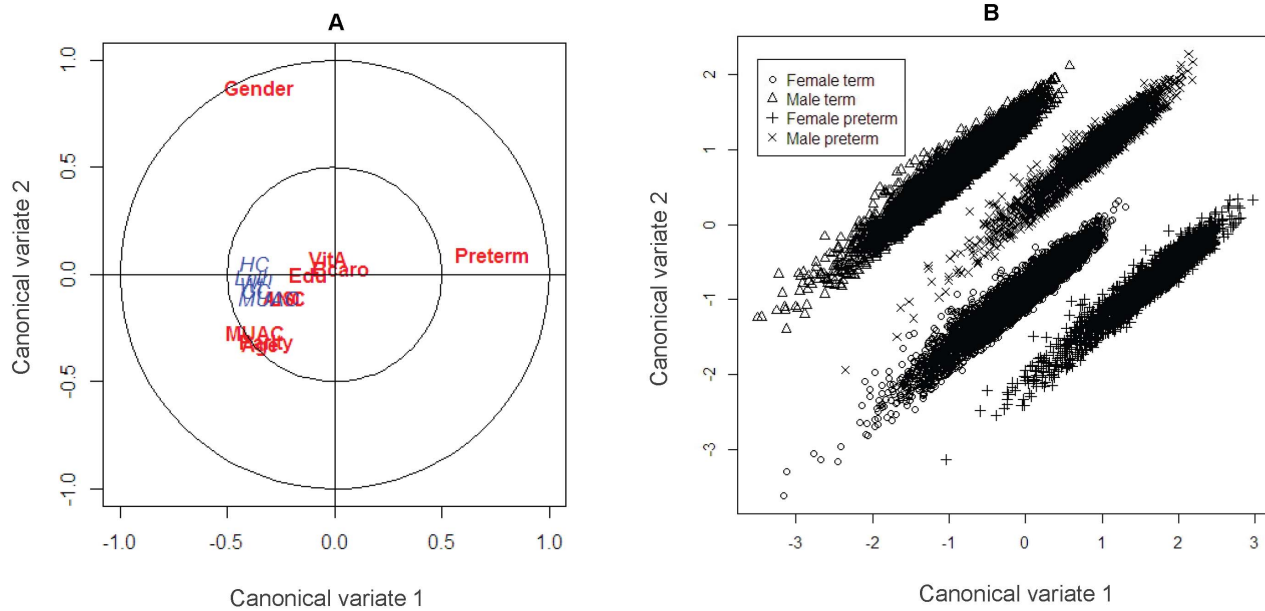 A
1.0
0.5
0.0
-0.5
-1.0
Canonical variate 2
Gender
VitA
Bcaro
Edu
Preterm
HC
MUAC
Parity
Age
-1.0 -0.5 0.0 0.5 1.0
Canonical variate 1
B
2
1
0
-1
-2
-3
Canonical variate 2
Female term
Male term
Female preterm
Male preterm
-3 -2 -1 0 1 2 3
Canonical variate 1